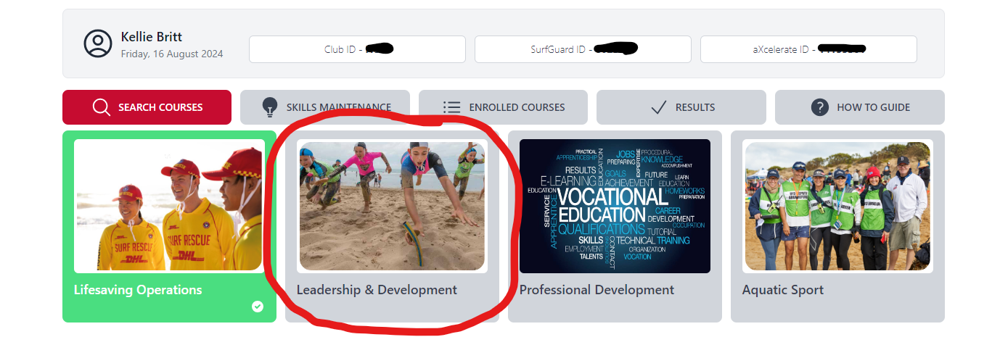 Kellie Britt
Friday, 16 August 2024
Club ID -
SurfGuard ID -
aXcelerate ID -
SEARCH COURSES
SKILLS MAINTENANCE
ENROLLED COURSES
RESULTS
HOW TO GUIDE
SURF RESCUE
DHL
SURF RESCUE
DHL
PRACTICAL
APPRENTICESHIP
EDUCATION
JOBS
PREPARING
EXPERTISE
PROCEDURAL
KNOWLEDGE
ACCOMPLISHMENT
RESULTS
GOALS
FUTURE
LEARN
E-LEARNING
ACHIEVEMENT
EDUCATION
EDUCATION
VOCATIONAL
HOMEWORKS
PREPARATION
SERVICE
APPRENTICE
EDUCATION
CAREER
DEVELOPMENT
OCCUPATION
QUALIFICATIONS
TUTORIAL
SKILLS
CONTACT
TECHNICAL TRAINING
EMPLOYMENT
ORGANIZATION
TALENTS
VOCATION
Lifesaving Operations
Leadership & Development
Professional Development
Aquatic Sport